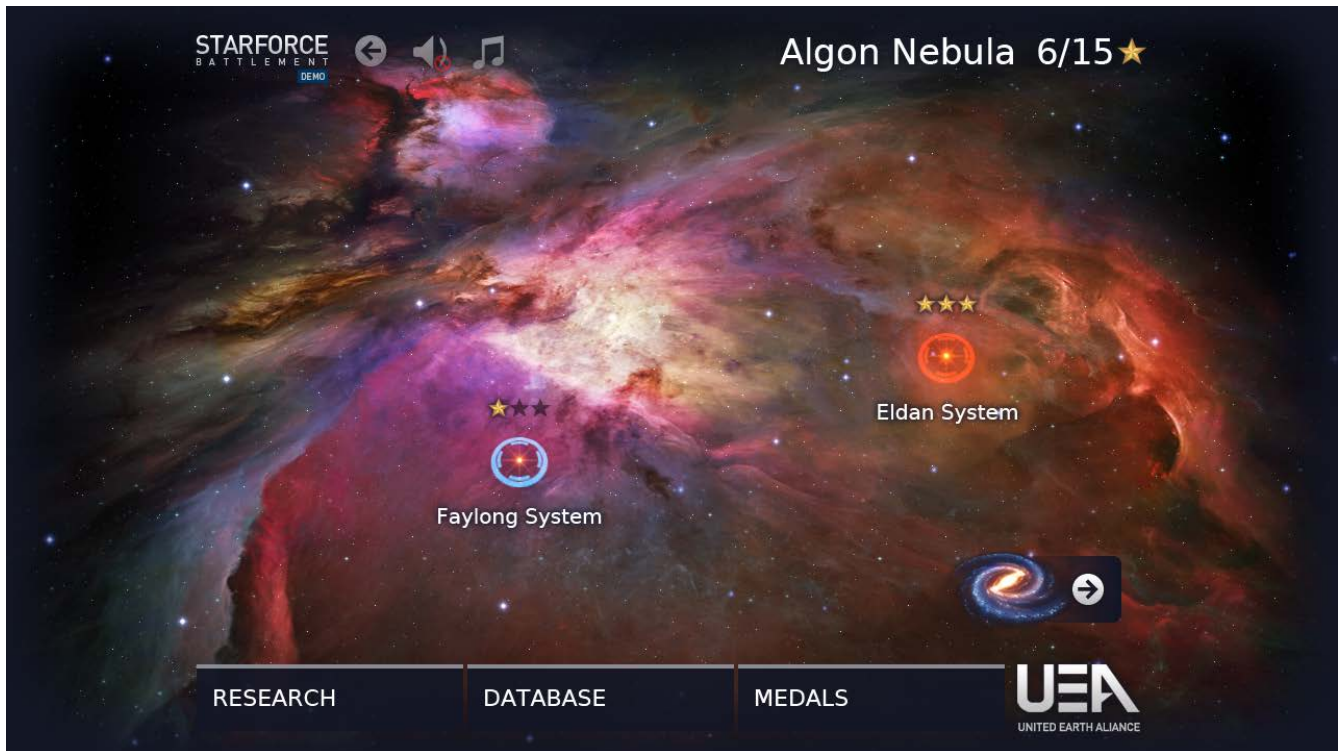 STARFORCE
BATTLEMENT
DEMO
Algon Nebula 6/15
Eldan System
Faylong System
RESEARCH
DATABASE
MEDALS
UEA
UNITED EARTH ALIANCE